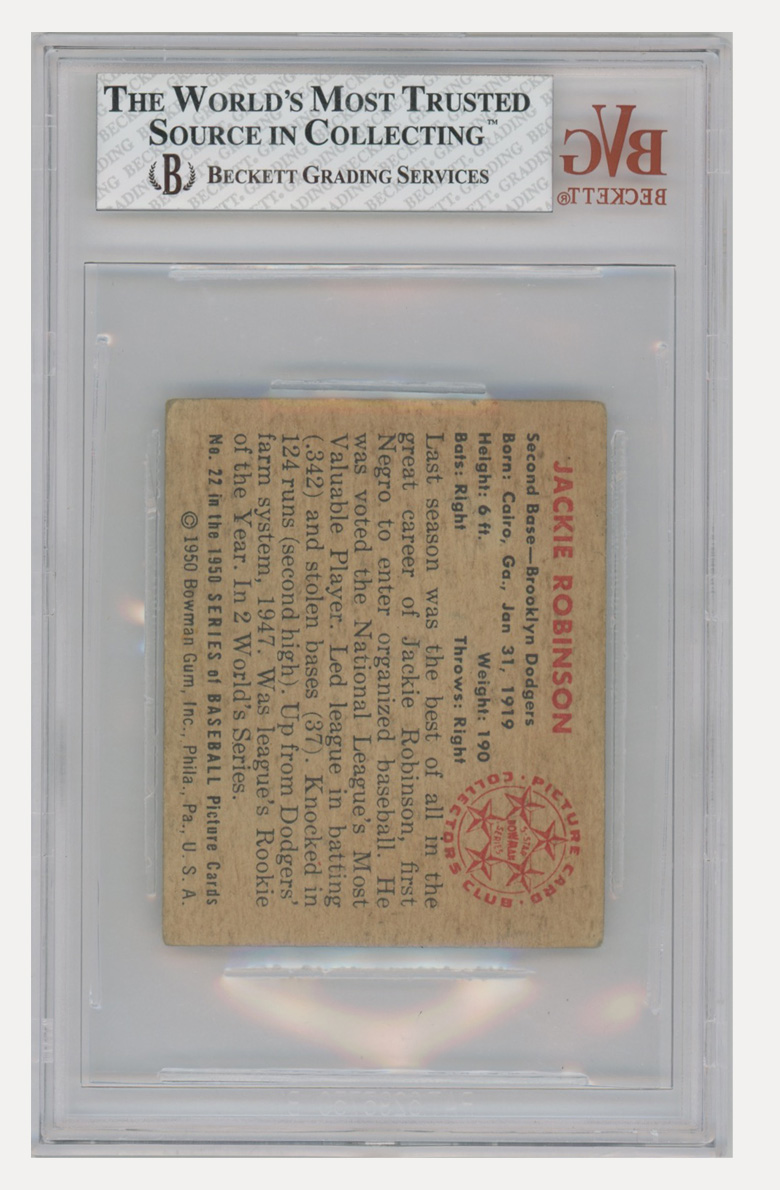 THE WORLD'S MOST TRUSTED
SOURCE IN COLLECTING™
B BECKETT GRADING SERVICES
BVG
BECKETT®
JACKIE ROBINSON
Second Base—Brooklyn Dodgers
Born: Cairo, Ga., Jan 31, 1919
Height: 6 ft. Weight: 190
Bats: Right Throws: Right
PICTURE CARD COLLECTORS CLUB
5-STAR
BOWMAN
SERIES
Last season was the best of all in the
great career of Jackie Robinson, first
Negro to enter organized baseball. He
was voted the National League's Most
Valuable Player. Led league in batting
(.342) and stolen bases (37). Knocked in
124 runs (second high). Up from Dodgers'
farm system, 1947. Was league's Rookie
of the Year. In 2 World's Series.
No. 22 in the 1950 SERIES of BASEBALL Picture Cards
© 1950 Bowman Gum, Inc., Phila., Pa., U. S. A.